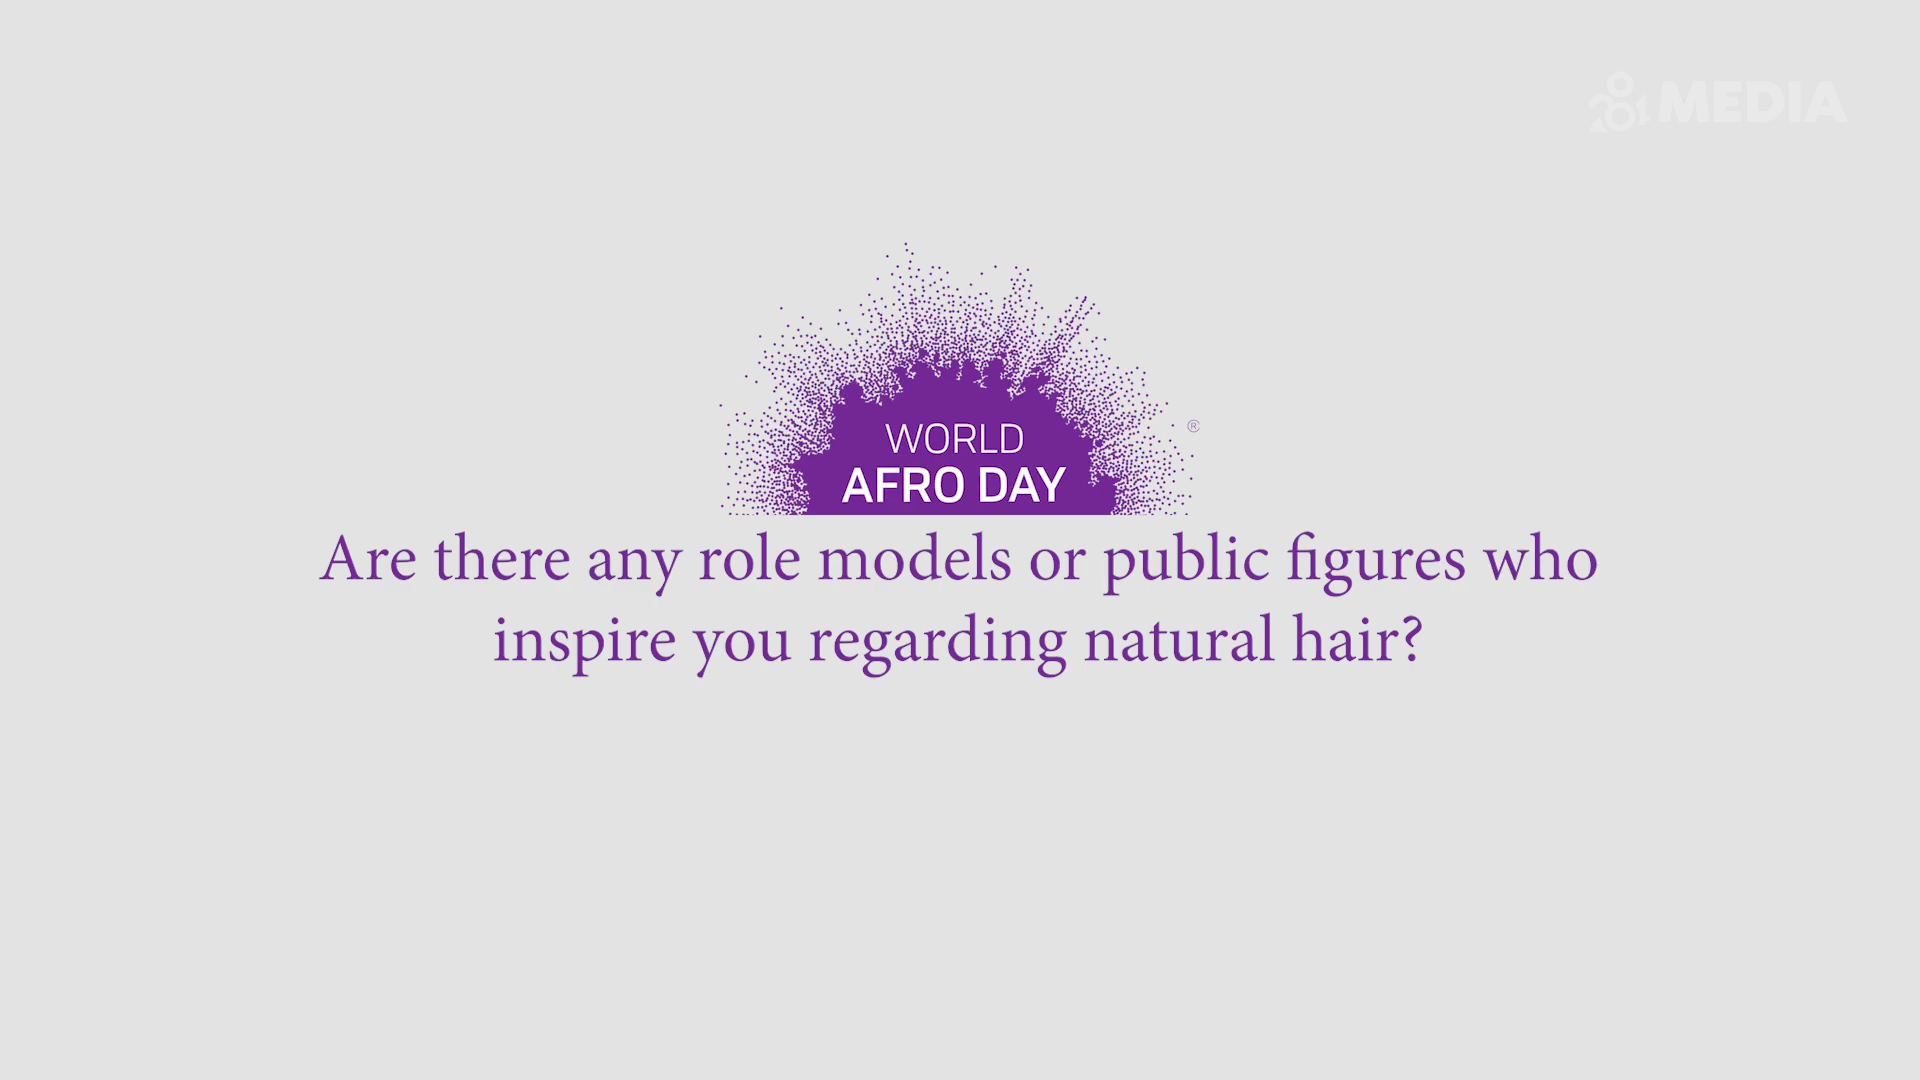 MEDIA
WORLD
AFRO DAY
®
Are there any role models or public figures who
inspire you regarding natural hair?